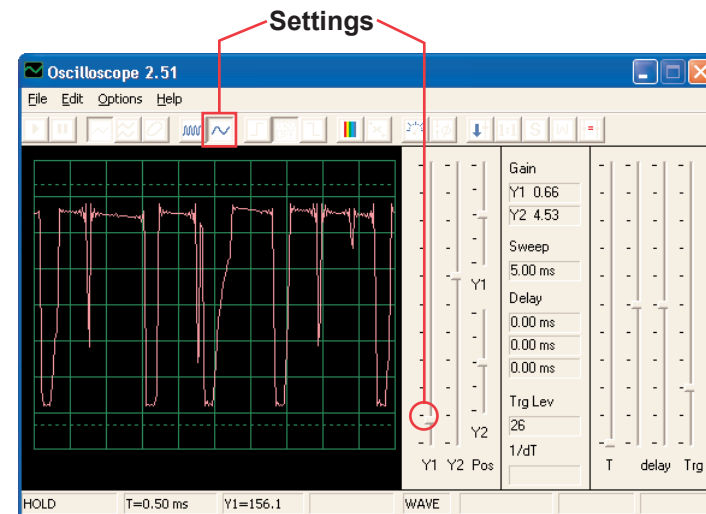 Settings
Oscilloscope 2.51
File Edit Options Help
1:1 S W
Gain
Y1 0.66
Y2 4.53
Sweep
5.00 ms
Y1
Delay
0.00 ms
0.00 ms
0.00 ms
Trg Lev
26
Y2
1/dT
Y1 Y2 Pos
T delay Trg
HOLD T=0.50 ms Y1=156.1 WAVE